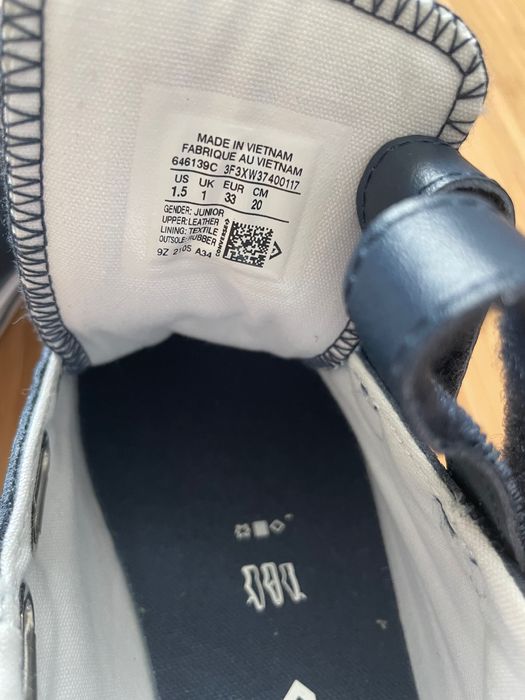 MADE IN VIETNAM
FABRIQUE AU VIETNAM
646139C 3F3XW37400117
US UK EUR CM
1.5 1 33 20
GENDER: JUNIOR
UPPER: LEATHER
LINING: TEXTILE
OUTSOLE: RUBBER
CONVERSE
9Z 2105 A34